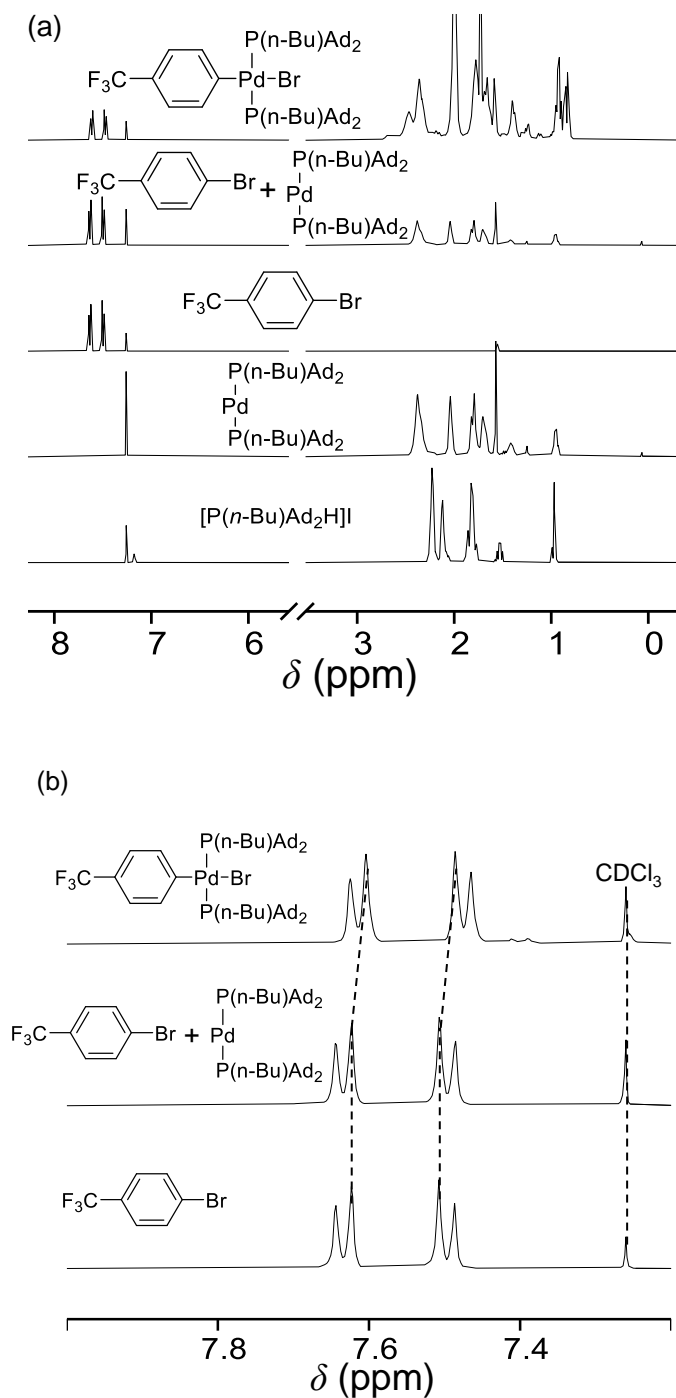 (a)
P(n-Bu)Ad2
F3C Pd Br
P(n-Bu)Ad2
P(n-Bu)Ad2
F3C Br + Pd
P(n-Bu)Ad2
F3C Br
P(n-Bu)Ad2
Pd
P(n-Bu)Ad2
[P(n-Bu)Ad2H]I
8 7 6 3 2 1 0
δ (ppm)
(b)
P(n-Bu)Ad2
F3C Pd Br
P(n-Bu)Ad2
CDCl3
P(n-Bu)Ad2
F3C Br + Pd
P(n-Bu)Ad2
F3C Br
7.8 7.6 7.4
δ (ppm)